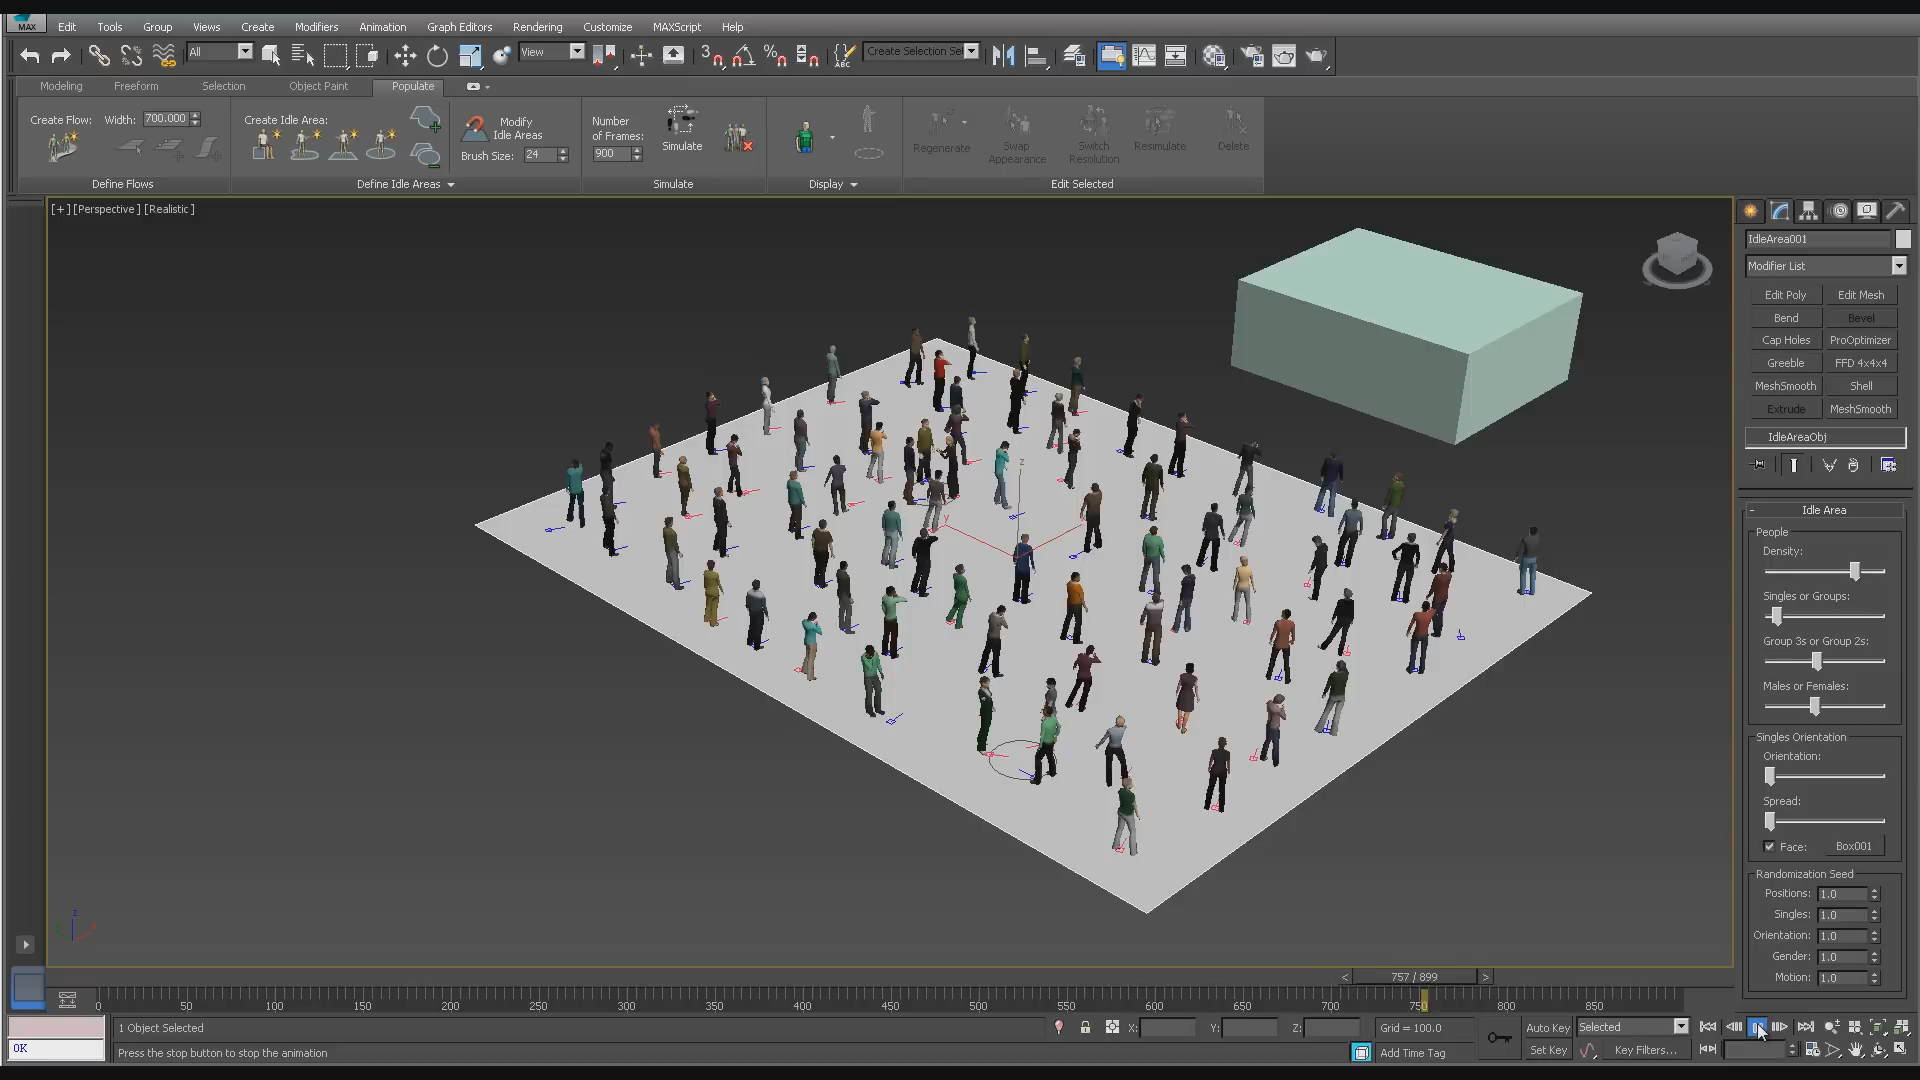 MAX Edit Tools Group Views Create Modifiers Animation Graph Editors Rendering Customize MAXScript Help
All View 3 % ABC Create Selection Se
Modeling Freeform Selection Object Paint Populate
Create Flow: Width: 700.000 Create Idle Area: Modify Idle Areas Brush Size: 24 Number of Frames: 900 Simulate Regenerate Swap Appearance Switch Resolution Resimulate Delete
Define Flows Define Idle Areas Simulate Display Edit Selected
[+] [Perspective] [Realistic]
IdleArea001
Modifier List
Edit Poly Edit Mesh
Bend Bevel
Cap Holes ProOptimizer
Greeble FFD 4x4x4
MeshSmooth Shell
Extrude MeshSmooth
IdleAreaObj
- Idle Area
People
Density:
Singles or Groups:
Group 3s or Group 2s:
Males or Females:
Singles Orientation
Orientation:
Spread:
Face: Box001
Randomization Seed
Positions: 1.0
Singles: 1.0
Orientation: 1.0
Gender: 1.0
Motion: 1.0
z
y
z
< 757 / 899 >
0 50 100 150 200 250 300 350 400 450 500 550 600 650 700 750 800 850
1 Object Selected X: Y: Z: Grid = 100.0 Auto Key Selected
OK
Press the stop button to stop the animation Add Time Tag Set Key Key Filters...